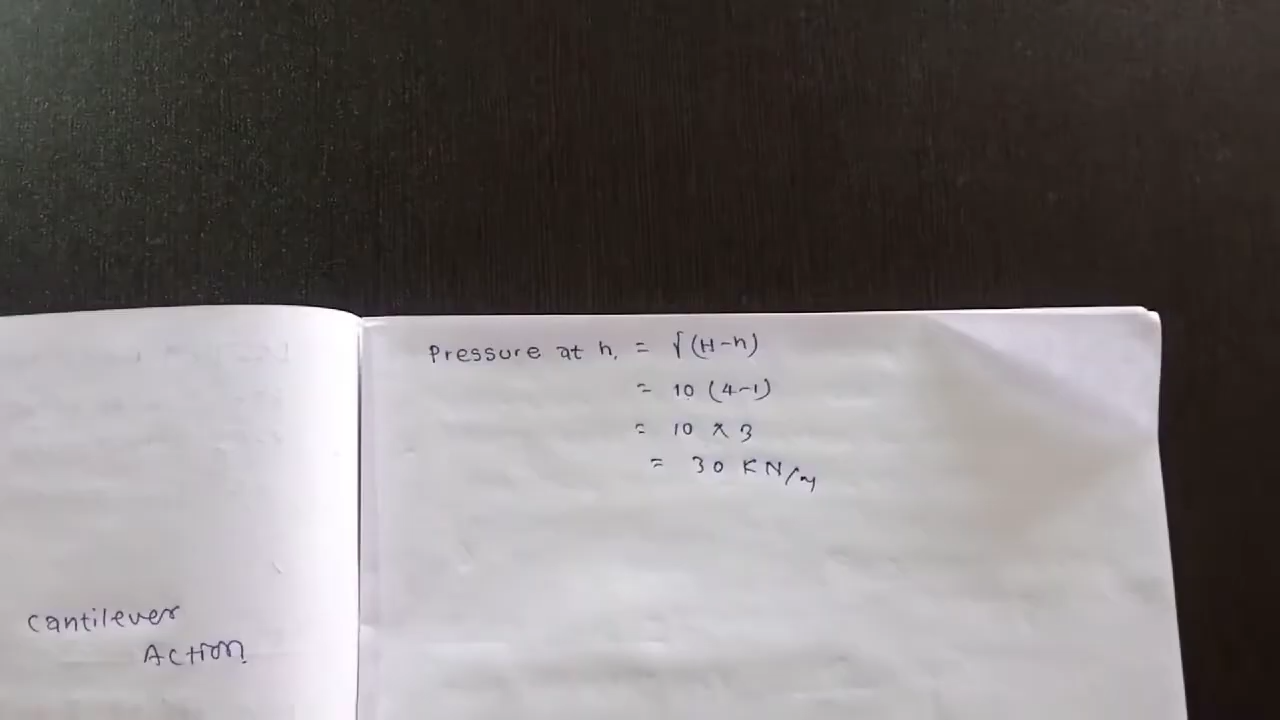 Cantilever
Action
Pressure at h, = √(H-h)
= 10 (4-1)
= 10 x 3
= 30 KN/m